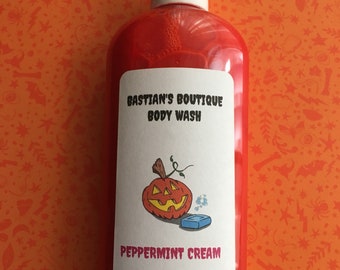 BASTIAN'S BOUTIQUE
BODY WASH
PEPPERMINT CREAM